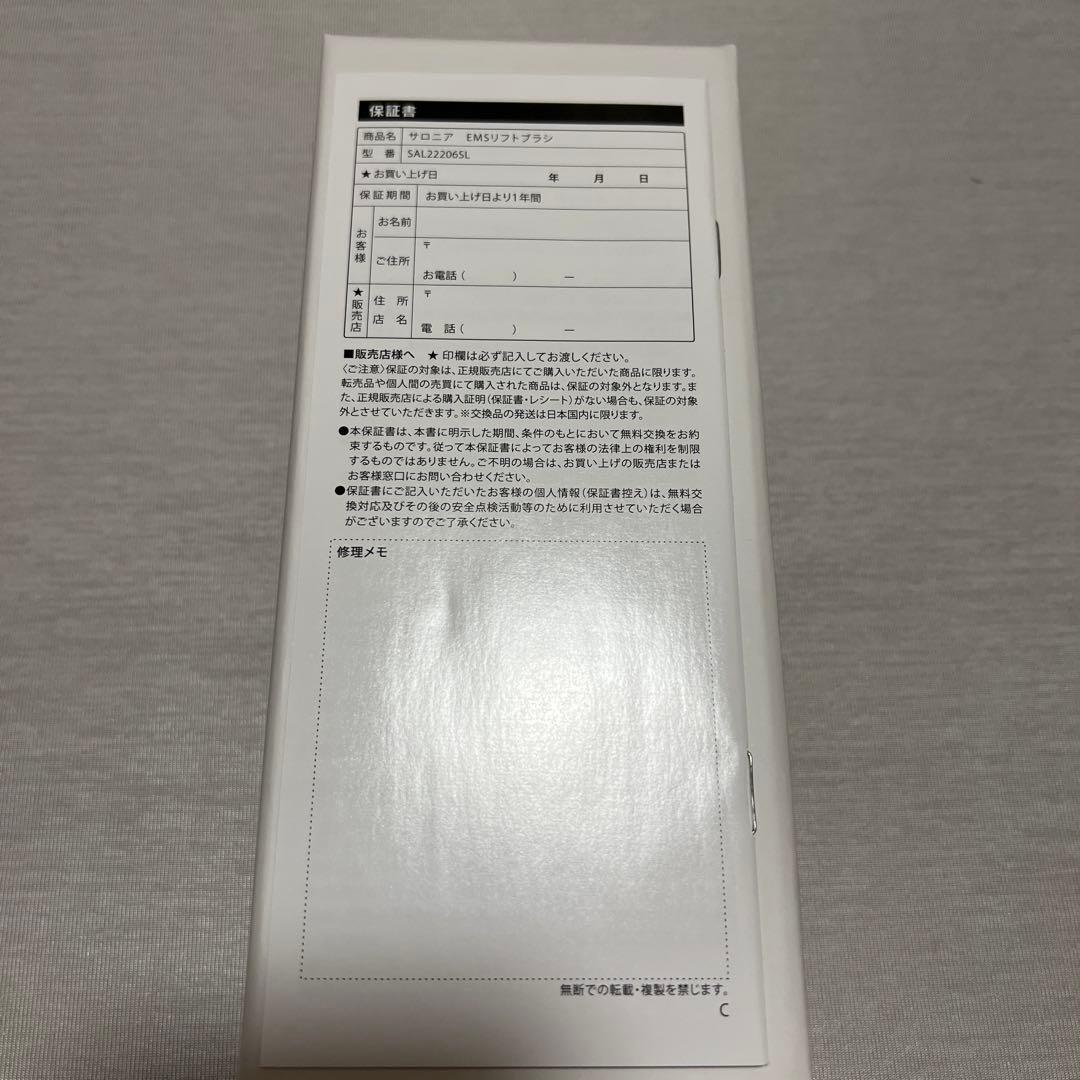 保証書
商品名 サロニア EMSリフトブラシ
型 番 SAL22206SL
★お買い上げ日 年 月 日
保証期間 お買い上げ日より1年間
お客様
お名前
ご住所
〒
お電話( ) ー
★販売店
住 所
店 名
〒
電 話( ) ー
■販売店様へ ★印欄は必ず記入してお渡しください。
〈ご注意〉保証の対象は、正規販売店にてご購入いただいた商品に限ります。
転売品や個人間の売買にて購入された商品は、保証の対象外となります。ま
た、正規販売店による購入証明(保証書・レシート)がない場合も、保証の対象
外とさせていただきます。※交換品の発送は日本国内に限ります。
●本保証書は、本書に明示した期間、条件のもとにおいて無料交換をお約
束するものです。従って本保証書によってお客様の法律上の権利を制限
するものではありません。ご不明の場合は、お買い上げの販売店または
お客様窓口にお問い合わせください。
●保証書にご記入いただいたお客様の個人情報(保証書控え)は、無料交
換対応及びその後の安全点検活動等のために利用させていただく場合
がございますのでご了承ください。
修理メモ
無断での転載・複製を禁じます。
C